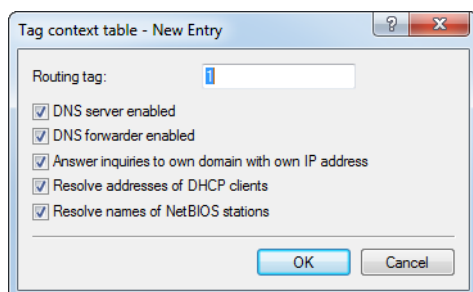 Tag context table - New Entry
Routing tag: 1
DNS server enabled
DNS forwarder enabled
Answer inquiries to own domain with own IP address
Resolve addresses of DHCP clients
Resolve names of NetBIOS stations
OK Cancel